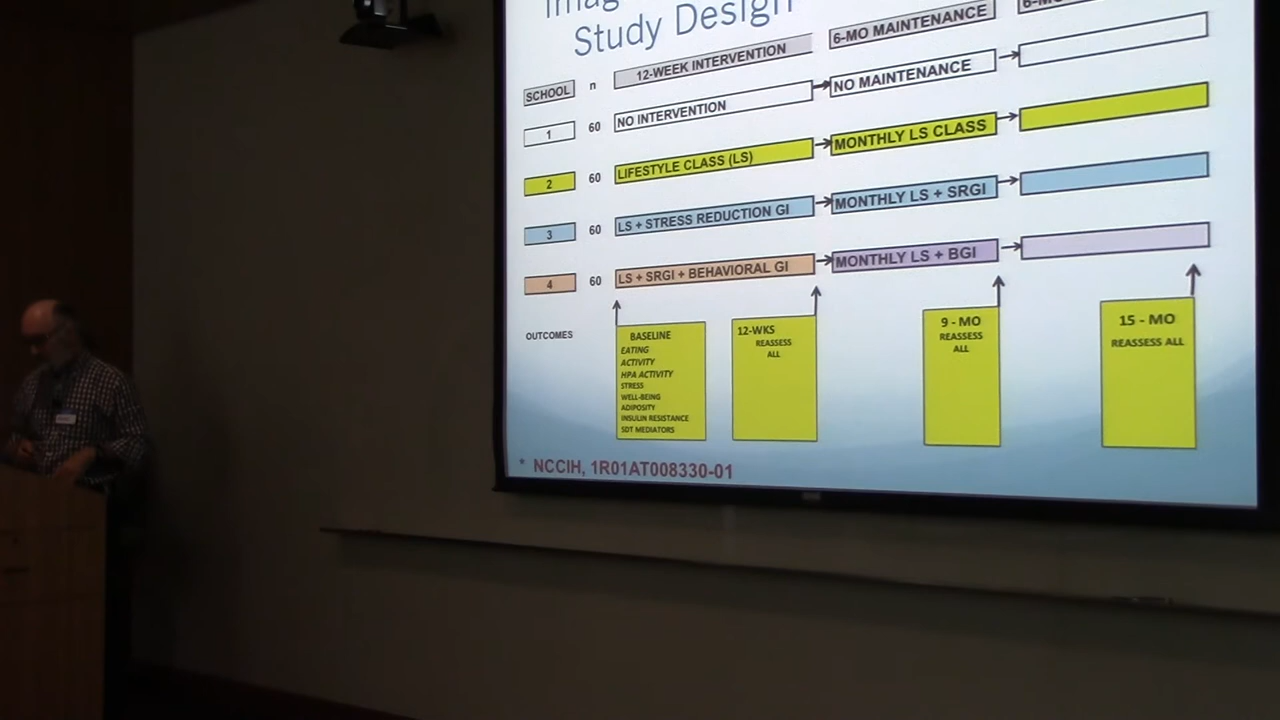 Study Design
SCHOOL n 12-WEEK INTERVENTION 6-MO MAINTENANCE
1 60 NO INTERVENTION NO MAINTENANCE
2 60 LIFESTYLE CLASS (LS) MONTHLY LS CLASS
3 60 LS + STRESS REDUCTION GI MONTHLY LS + SRGI
4 60 LS + SRGI + BEHAVIORAL GI MONTHLY LS + BGI
OUTCOMES
BASELINE
EATING
ACTIVITY
HPA ACTIVITY
STRESS
WELL-BEING
ADIPOSITY
INSULIN RESISTANCE
SDT MEDIATORS
12-WKS
REASSESS
ALL
9 - MO
REASSESS
ALL
15 - MO
REASSESS ALL
* NCCIH, 1R01AT008330-01